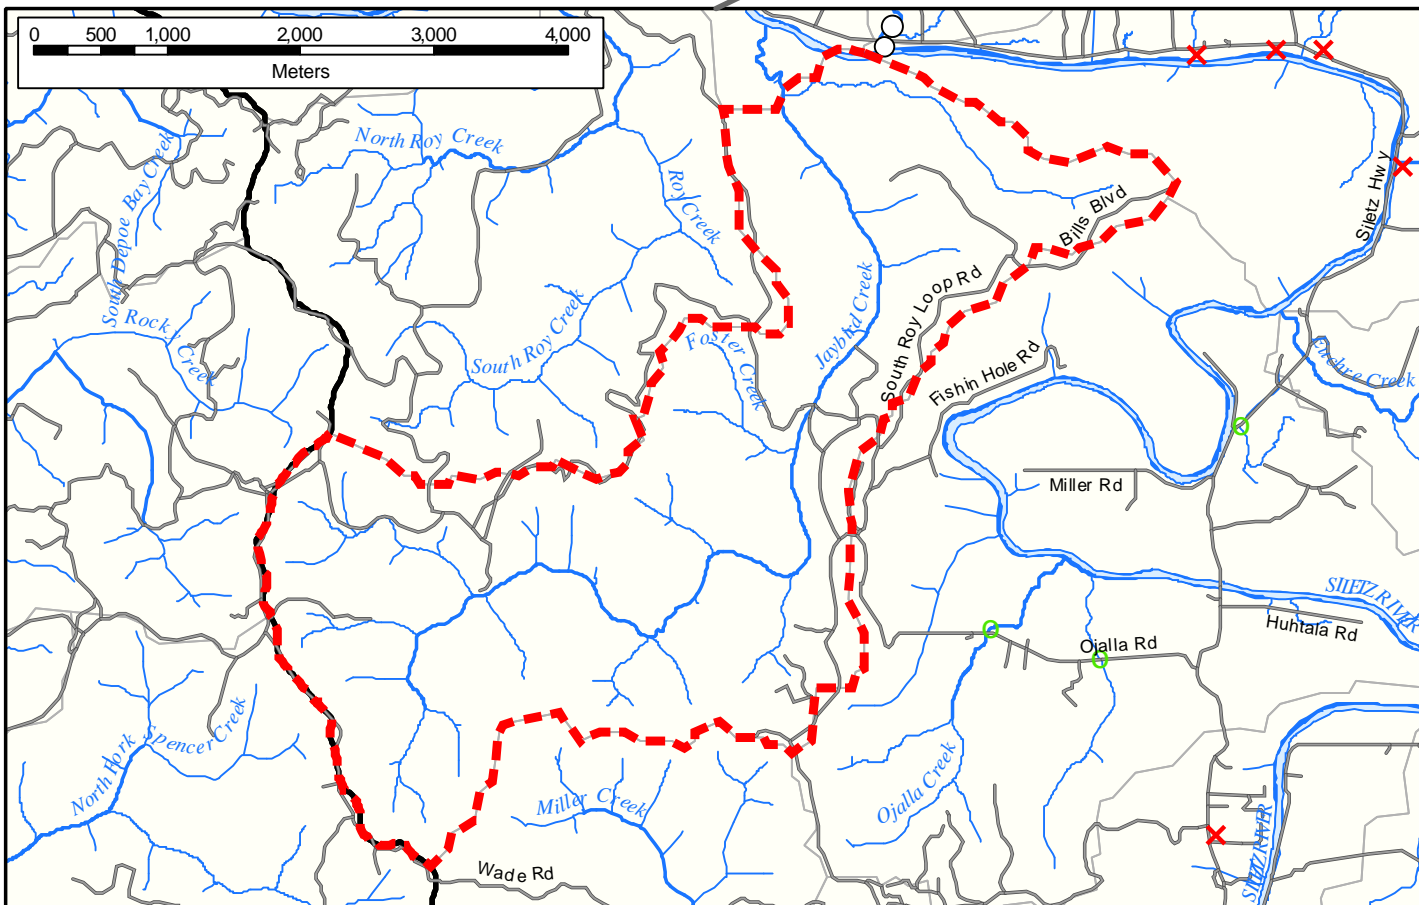 0 500 1,000 2,000 3,000 4,000
Meters
North Roy Creek
South Depoe Bay Creek
Roy Creek
Siletz Hwy
Bills Blvd
Rocky Creek
South Roy Creek
Foster Creek
Jaybird Creek
South Roy Loop Rd
Fishin Hole Rd
Euchre Creek
Miller Rd
SILETZ RIVER
Huhtala Rd
Ojalla Rd
North Fork Spencer Creek
Miller Creek
Ojalla Creek
SILETZ RIVER
Wade Rd